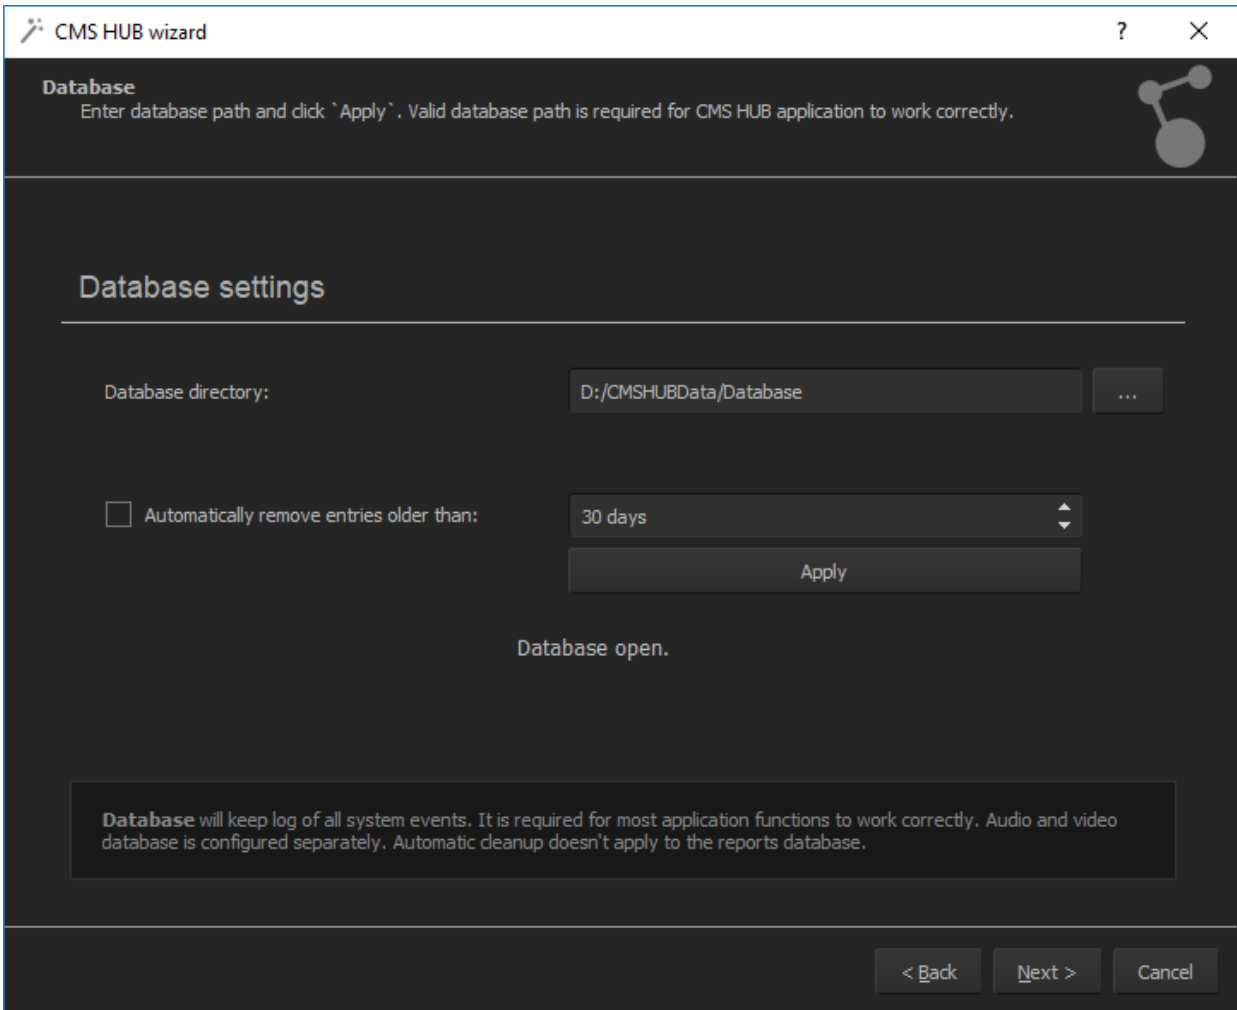 CMS HUB wizard
?
Database
Enter database path and click `Apply`. Valid database path is required for CMS HUB application to work correctly.
Database settings
Database directory:
D:/CMSHUBData/Database
...
Automatically remove entries older than:
30 days
Apply
Database open.
Database will keep log of all system events. It is required for most application functions to work correctly. Audio and video
database is configured separately. Automatic cleanup doesn't apply to the reports database.
< Back
Next >
Cancel